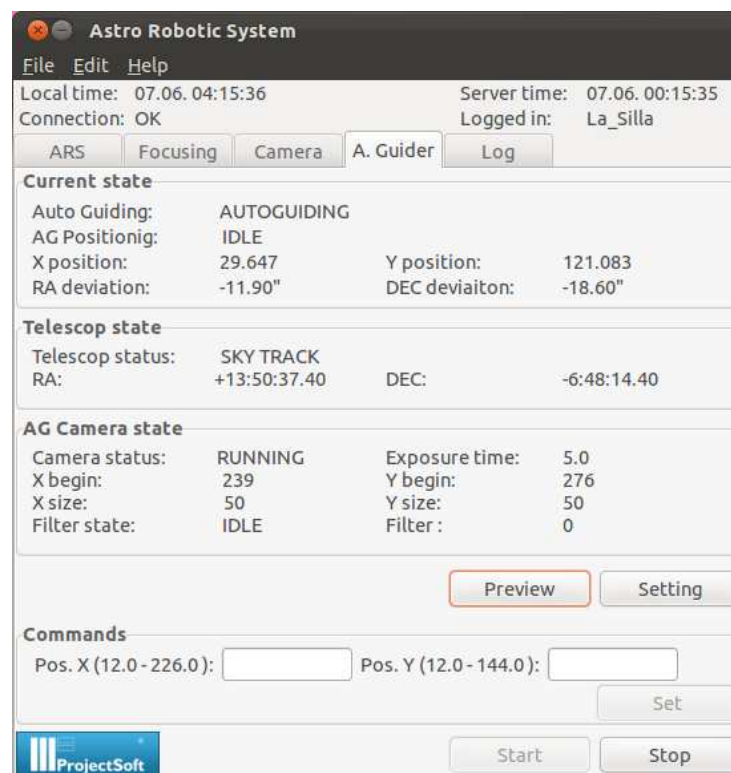 Astro Robotic System
File Edit Help
Local time: 07.06. 04:15:36 Server time: 07.06. 00:15:35
Connection: OK Logged in: La_Silla
ARS Focusing Camera A. Guider Log
Current state
Auto Guiding: AUTOGUIDING
AG Positionig: IDLE
X position: 29.647 Y position: 121.083
RA deviation: -11.90" DEC deviaiton: -18.60"
Telescop state
Telescop status: SKY TRACK
RA: +13:50:37.40 DEC: -6:48:14.40
AG Camera state
Camera status: RUNNING Exposure time: 5.0
X begin: 239 Y begin: 276
X size: 50 Y size: 50
Filter state: IDLE Filter : 0
Preview Setting
Commands
Pos. X (12.0 - 226.0 ): Pos. Y (12.0 - 144.0 ):
Set
ProjectSoft Start Stop